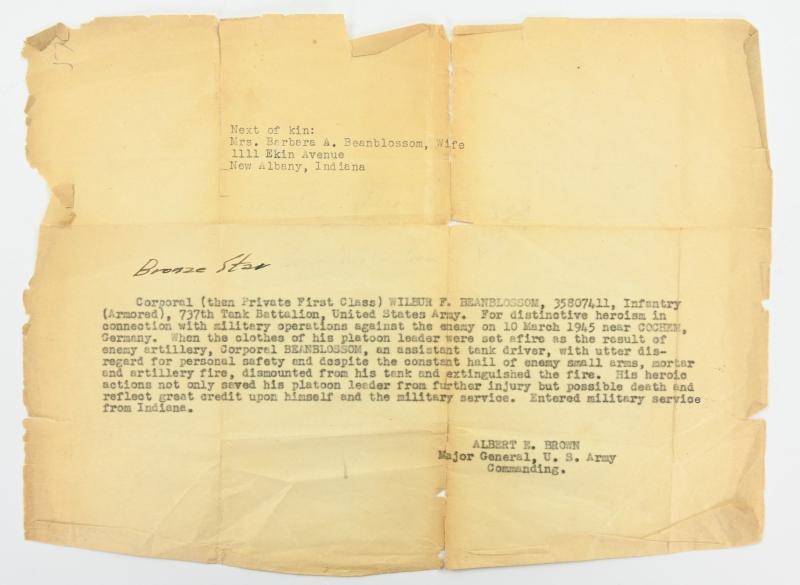 Next of kin:
Mrs. Barbara A. Beanblossom, Wife
1111 Ekin Avenue
New Albany, Indiana
Bronze Star
Corporal (then Private First Class) WILBUR F. BEANBLOSSOM, 35807411, Infantry
(Armored), 737th Tank Battalion, United States Army. For distinctive heroism in
connection with military operations against the enemy on 10 March 1945 near COCHEM,
Germany. When the clothes of his platoon leader were set afire as the result of
enemy artillery, Corporal BEANBLOSSOM, an assistant tank driver, with utter dis-
regard for personal safety and despite the constant hail of enemy small arms, mortar
and artillery fire, dismounted from his tank and extinguished the fire. His heroic
actions not only saved his platoon leader from further injury but possible death and
reflect great credit upon himself and the military service. Entered military service
from Indiana.
ALBERT E. BROWN
Major General, U. S. Army
Commanding.